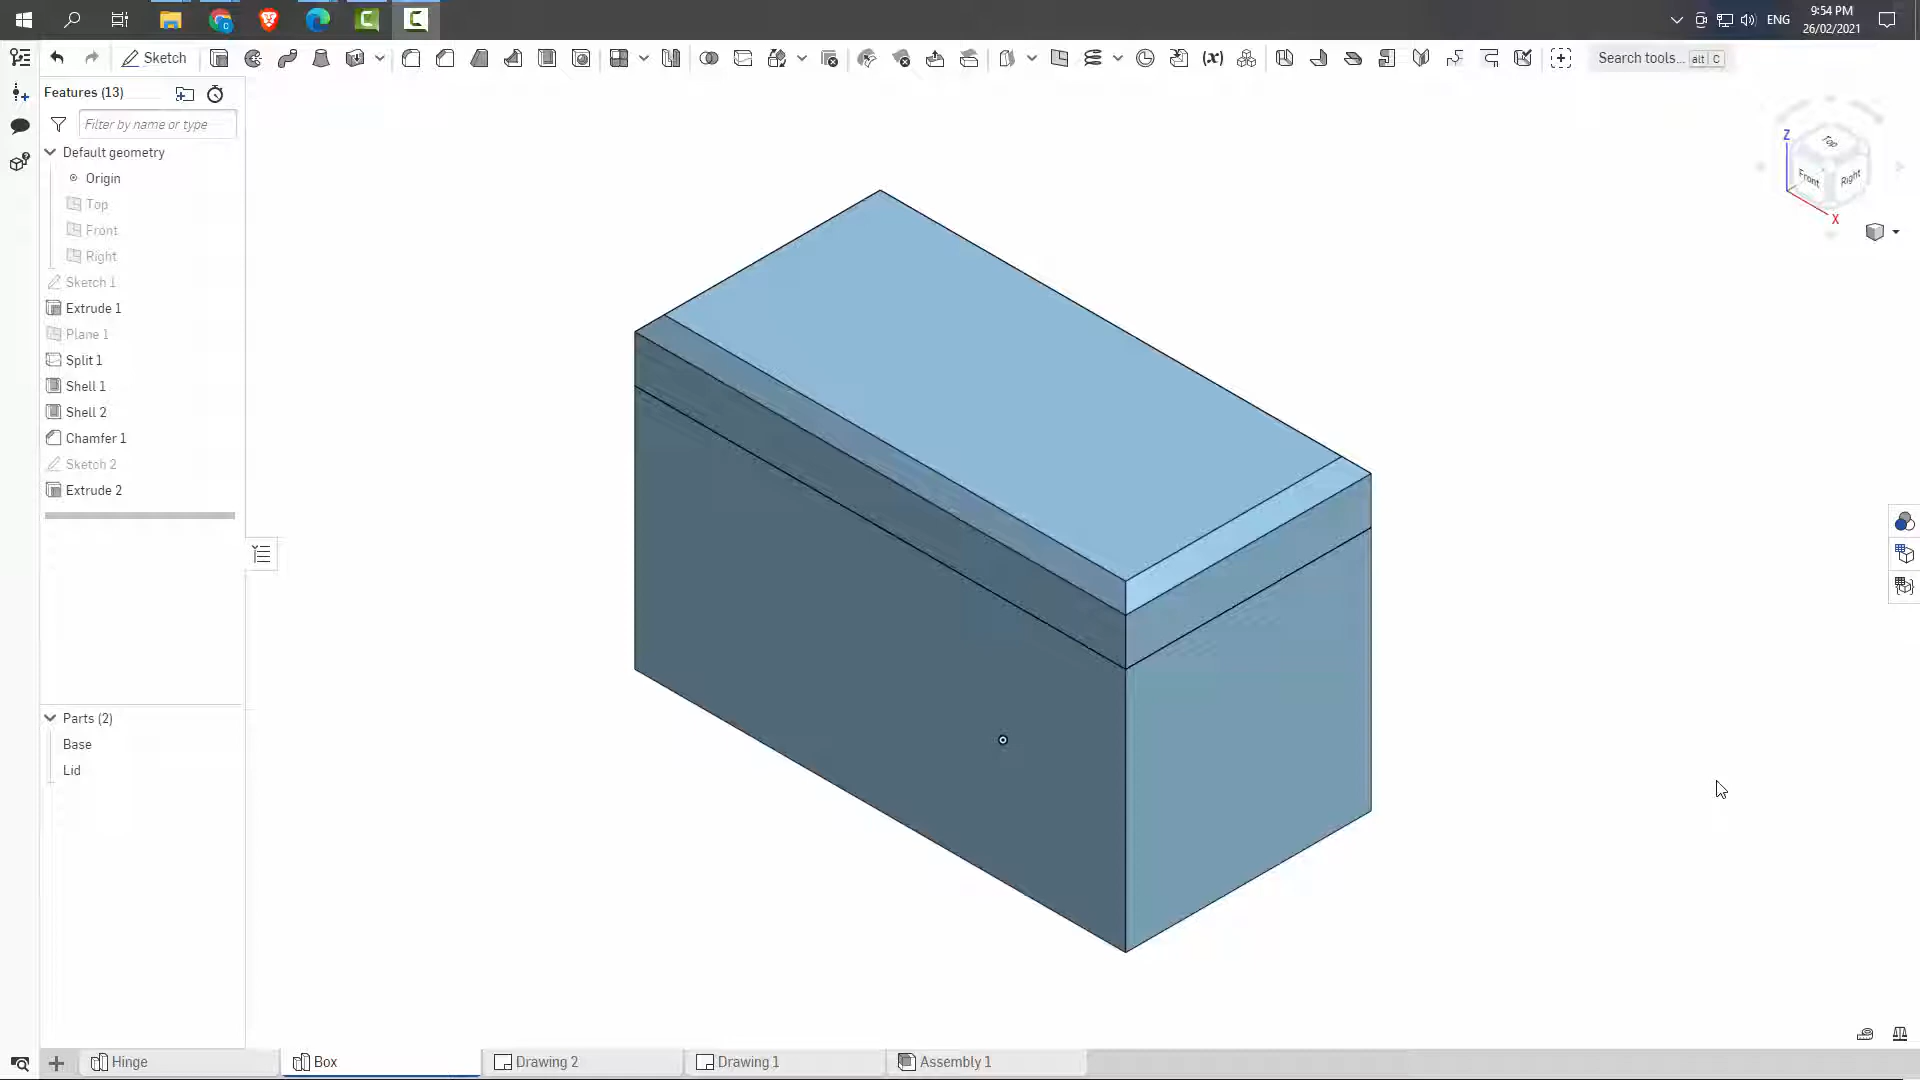 ENG
9:54 PM
26/02/2021
Sketch
(x)
Search tools... alt C
Features (13)
Filter by name or type
Default geometry
Origin
Top
Front
Right
Sketch 1
Extrude 1
Plane 1
Split 1
Shell 1
Shell 2
Chamfer 1
Sketch 2
Extrude 2
Parts (2)
Base
Lid
Z
Top
Front
Right
X
Hinge
Box
Drawing 2
Drawing 1
Assembly 1